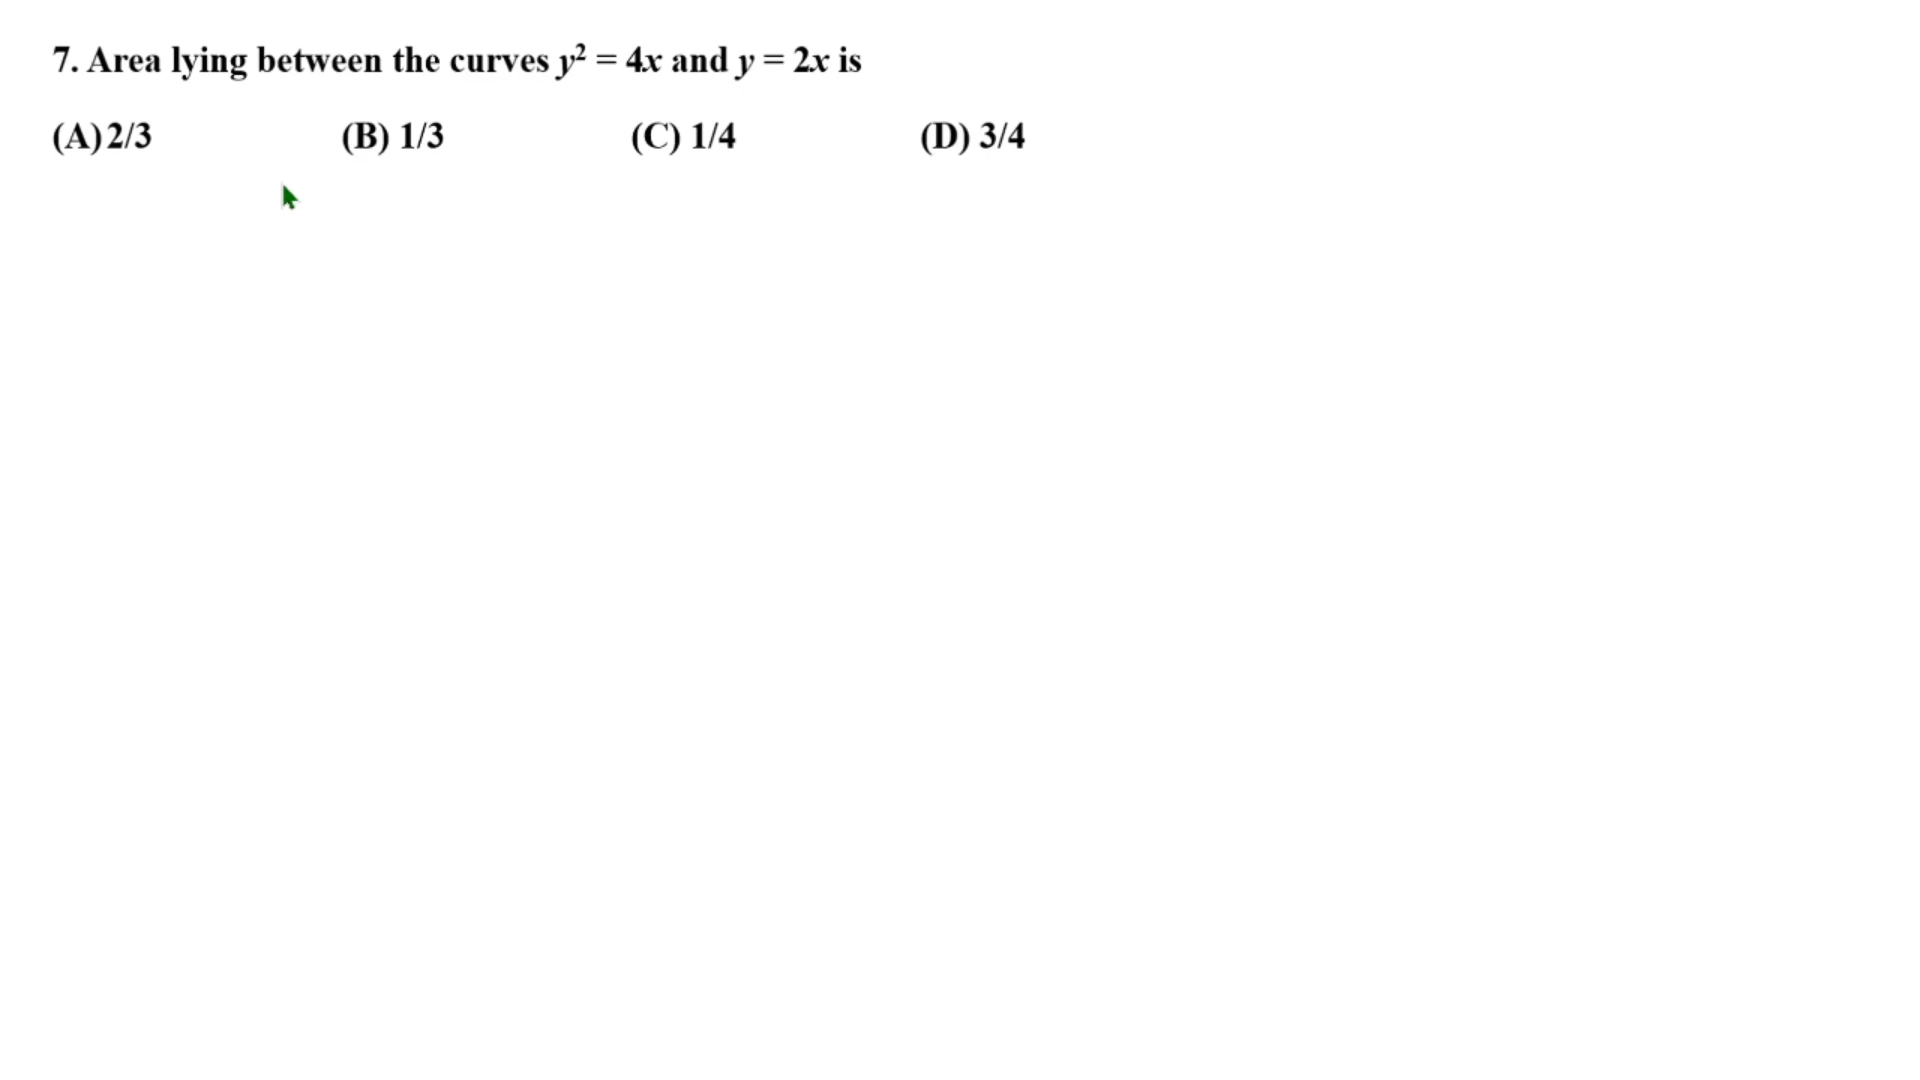 7. Area lying between the curves y² = 4x and y = 2x is
(A) 2/3 (B) 1/3 (C) 1/4 (D) 3/4